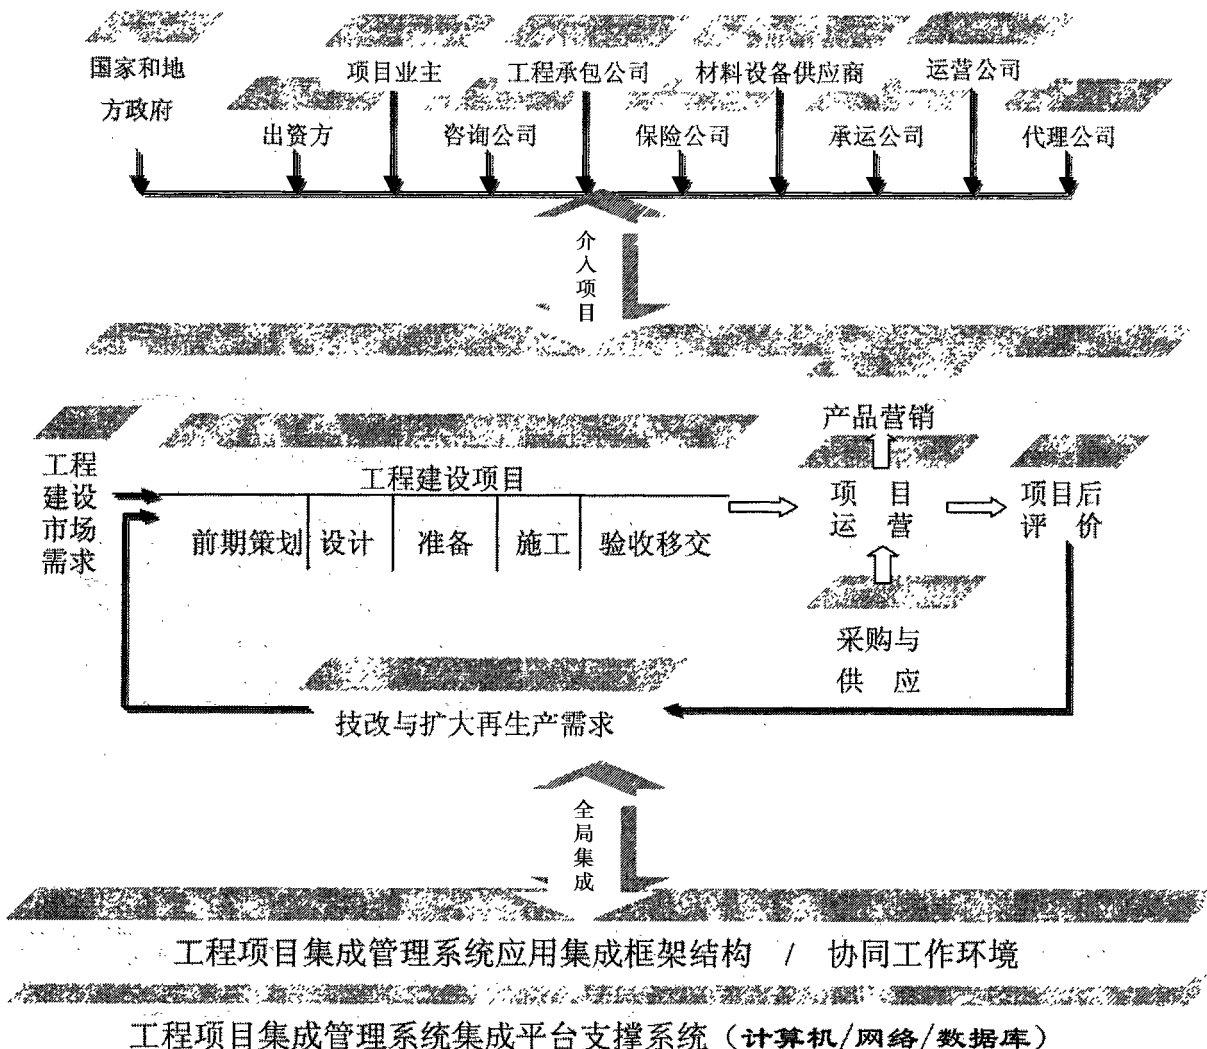 国家和地
方政府
项目业主
工程承包公司
材料设备供应商
运营公司
出资方
咨询公司
保险公司
承运公司
代理公司
介入项目
工程
建设
市场
需求
工程建设项目
前期策划
设计
准备
施工
验收移交
产品营销
项 目
运 营
项目后
评 价
采购与
供 应
技改与扩大再生产需求
全局集成
工程项目集成管理系统应用集成框架结构 / 协同工作环境
工程项目集成管理系统集成平台支撑系统（计算机/网络/数据库）